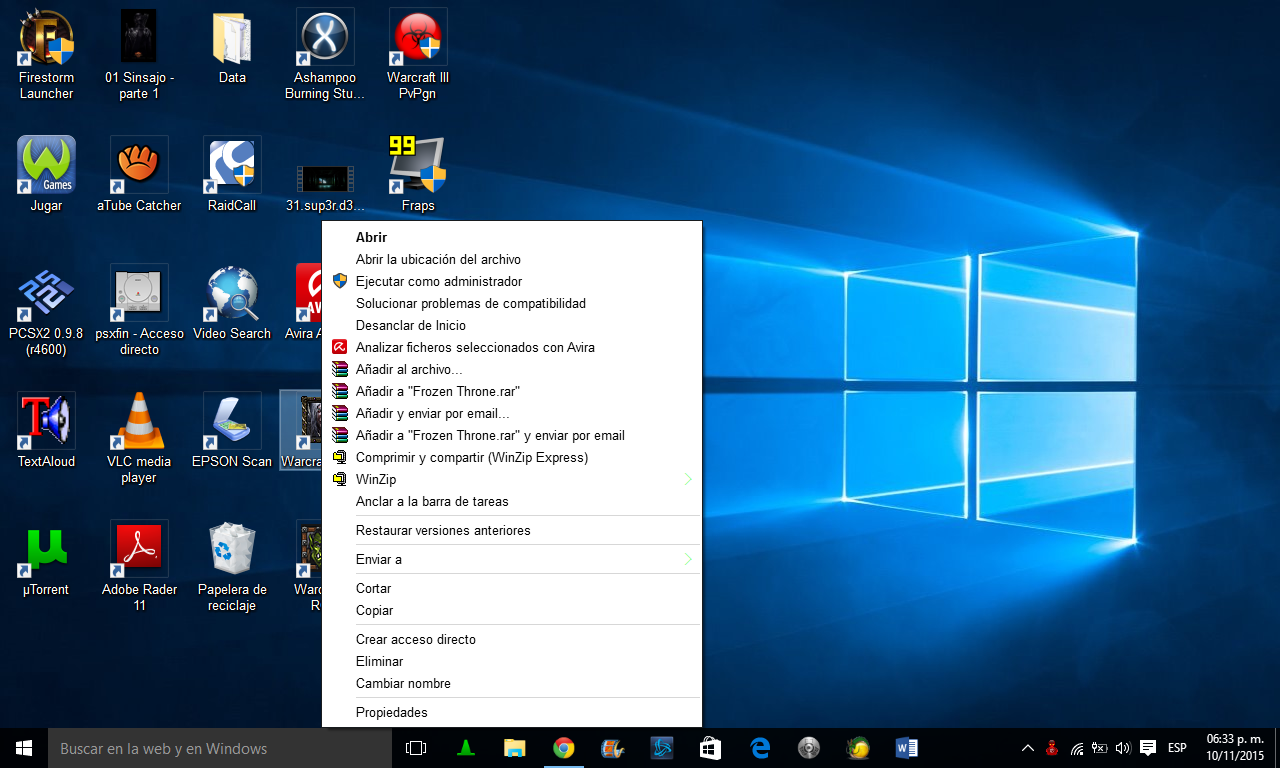 Firestorm
Launcher
01 Sinsajo -
parte 1
Data
Ashampoo
Burning Stu...
Warcraft III
PvPgn
Games
Jugar
aTube Catcher
RaidCall
31.sup3r.d3...
99
Fraps
PCSX2 0.9.8
(r4600)
psxfin - Acceso
directo
Video Search
Avira A
TextAloud
VLC media
player
EPSON Scan
Warcra
µTorrent
Adobe Rader
11
Papelera de
reciclaje
Warc
R
Abrir
Abrir la ubicación del archivo
Ejecutar como administrador
Solucionar problemas de compatibilidad
Desanclar de Inicio
Analizar ficheros seleccionados con Avira
Añadir al archivo...
Añadir a "Frozen Throne.rar"
Añadir y enviar por email...
Añadir a "Frozen Throne.rar" y enviar por email
Comprimir y compartir (WinZip Express)
WinZip
Anclar a la barra de tareas
Restaurar versiones anteriores
Enviar a
Cortar
Copiar
Crear acceso directo
Eliminar
Cambiar nombre
Propiedades
Buscar en la web y en Windows
ESP
06:33 p. m.
10/11/2015